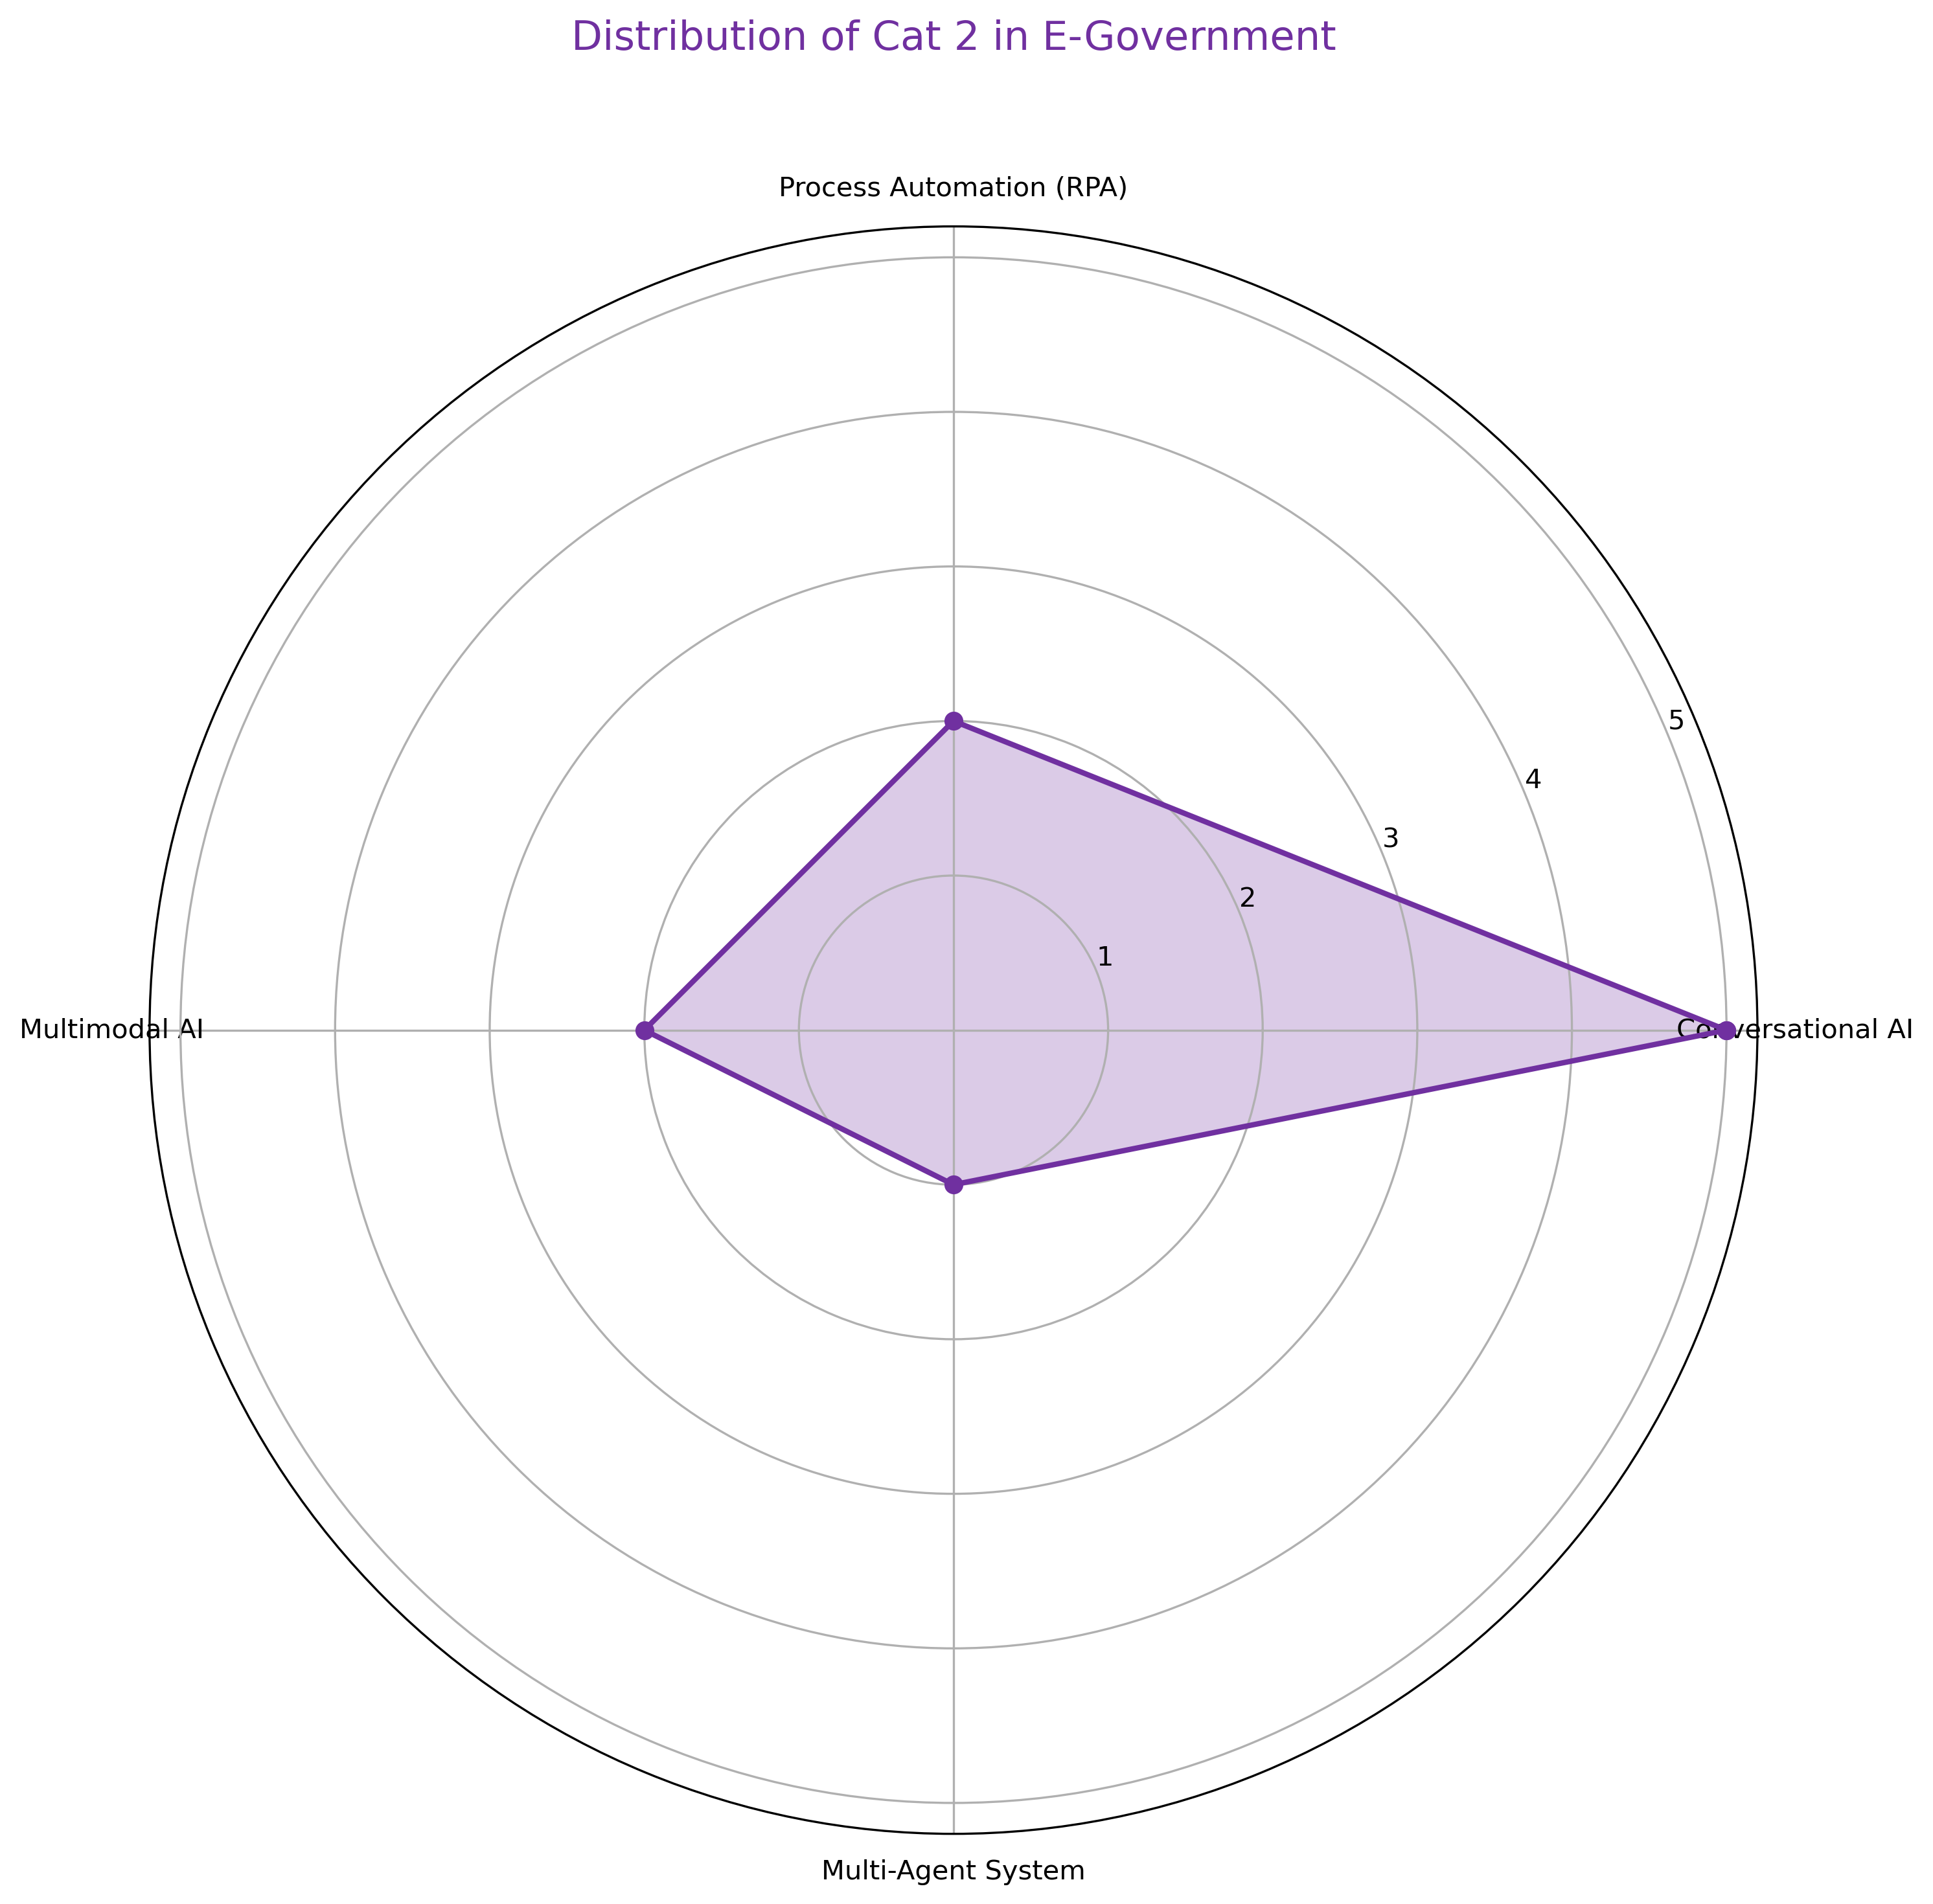 Distribution of Cat 2 in E-Government
Process Automation (RPA)
5
4
3
2
1
Multimodal AI
Conversational AI
Multi-Agent System